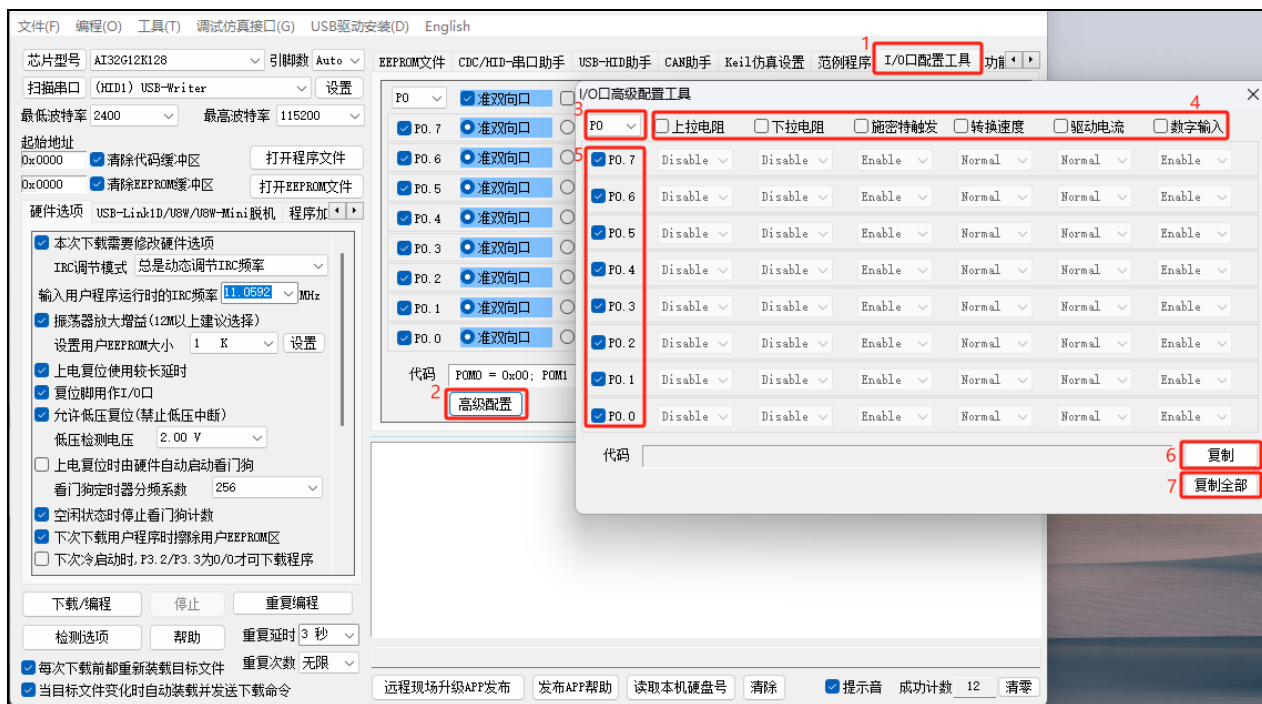 文件(F) 编程(O) 工具(T) 调试仿真接口(G) USB驱动安装(D) English
芯片型号 AI32G12K128 引脚数 Auto
扫描串口 (HID1) USB-Writer 设置
最低波特率 2400 最高波特率 115200
起始地址
0x0000 清除代码缓冲区 打开程序文件
0x0000 清除EEPROM缓冲区 打开EEPROM文件
硬件选项 USB-Link1D/U8W/U8W-Mini脱机 程序加
本次下载需要修改硬件选项
IRC调节模式 总是动态调节IRC频率
输入用户程序运行时的IRC频率 11.0592 MHz
振荡器放大增益(12M以上建议选择)
设置用户EEPROM大小 1 K 设置
上电复位使用较长延时
复位脚用作I/O口
允许低压复位(禁止低压中断)
低压检测电压 2.00 V
上电复位时由硬件自动启动看门狗
看门狗定时器分频系数 256
空闲状态时停止看门狗计数
下次下载用户程序时擦除用户EEPROM区
下次冷启动时,P3.2/P3.3为0/0才可下载程序
下载/编程 停止 重复编程
检测选项 帮助 重复延时 3 秒
每次下载前都重新装载目标文件 重复次数 无限
当目标文件变化时自动装载并发送下载命令
1
EEPROM文件 CDC/HID-串口助手 USB-HID助手 CAN助手 Keil仿真设置 范例程序 I/O口配置工具 功能
P0 准双向口
P0.7 准双向口
P0.6 准双向口
P0.5 准双向口
P0.4 准双向口
P0.3 准双向口
P0.2 准双向口
P0.1 准双向口
P0.0 准双向口
代码 P0M0 = 0x00; P0M1
2 高级配置
I/O口高级配置工具
3 4
P0 上拉电阻 下拉电阻 施密特触发 转换速度 驱动电流 数字输入
5 P0.7 Disable Disable Enable Normal Normal Enable
P0.6 Disable Disable Enable Normal Normal Enable
P0.5 Disable Disable Enable Normal Normal Enable
P0.4 Disable Disable Enable Normal Normal Enable
P0.3 Disable Disable Enable Normal Normal Enable
P0.2 Disable Disable Enable Normal Normal Enable
P0.1 Disable Disable Enable Normal Normal Enable
P0.0 Disable Disable Enable Normal Normal Enable
代码 6 复制
7 复制全部
远程现场升级APP发布 发布APP帮助 读取本机硬盘号 清除 提示音 成功计数 12 清零